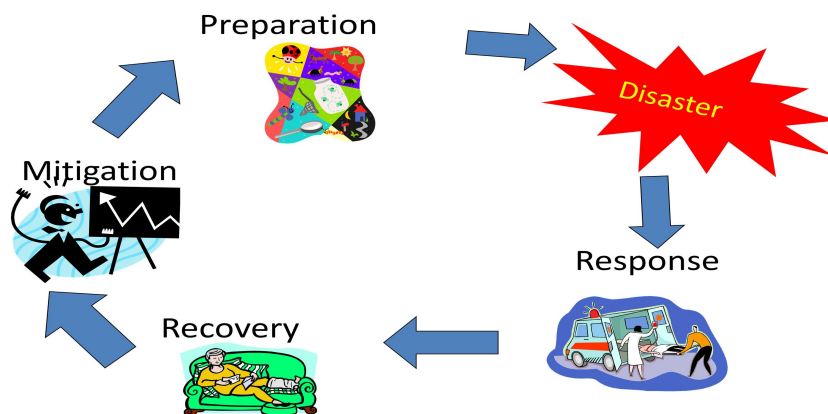 Preparation
Disaster
Mitigation
Response
Recovery